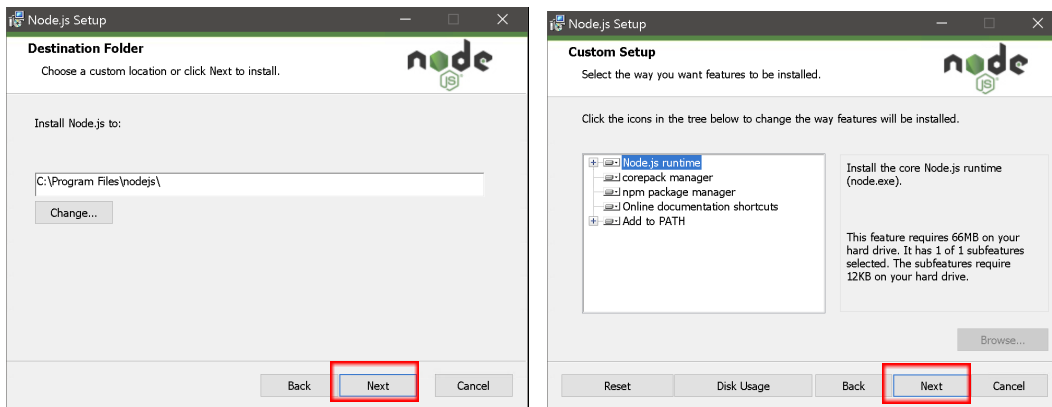 Node.js Setup
Destination Folder
Choose a custom location or click Next to install.
node
JS
Install Node.js to:
C:\Program Files\nodejs\
Change...
Back
Next
Cancel
Node.js Setup
Custom Setup
Select the way you want features to be installed.
node
JS
Click the icons in the tree below to change the way features will be installed.
Node.js runtime
corepack manager
npm package manager
Online documentation shortcuts
Add to PATH
Install the core Node.js runtime
(node.exe).
This feature requires 66MB on your
hard drive. It has 1 of 1 subfeatures
selected. The subfeatures require
12KB on your hard drive.
Browse...
Reset
Disk Usage
Back
Next
Cancel